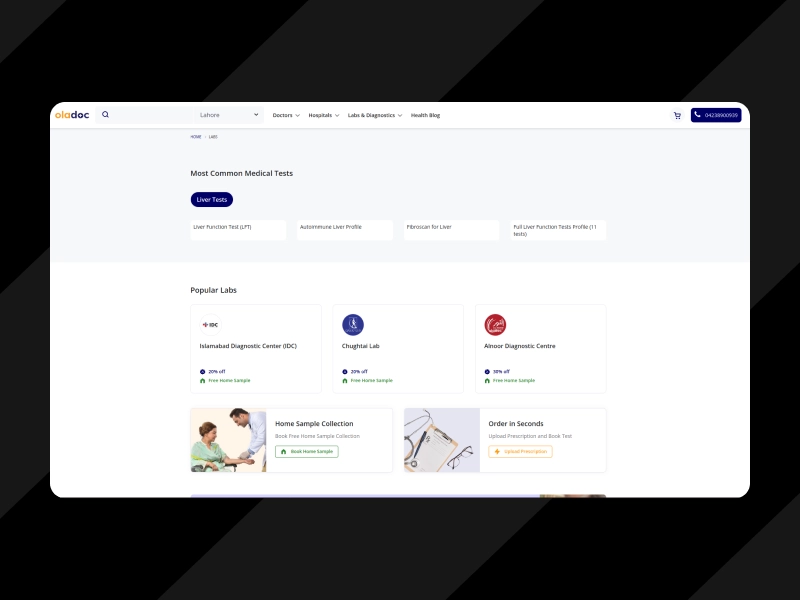 oladoc
Lahore
Doctors
Hospitals
Labs & Diagnostics
Health Blog
04238900939
HOME > LABS
Most Common Medical Tests
Liver Tests
Liver Function Test (LFT)
Autoimmune Liver Profile
Fibroscan for Liver
Full Liver Function Tests Profile (11
tests)
Popular Labs
IDC
Islamabad Diagnostic Center (IDC)
20% off
Free Home Sample
Chughtai Lab
20% off
Free Home Sample
Alnoor Diagnostic Centre
30% off
Free Home Sample
Home Sample Collection
Book Free Home Sample Collection
Book Home Sample
Order in Seconds
Upload Prescription and Book Test
Upload Prescription